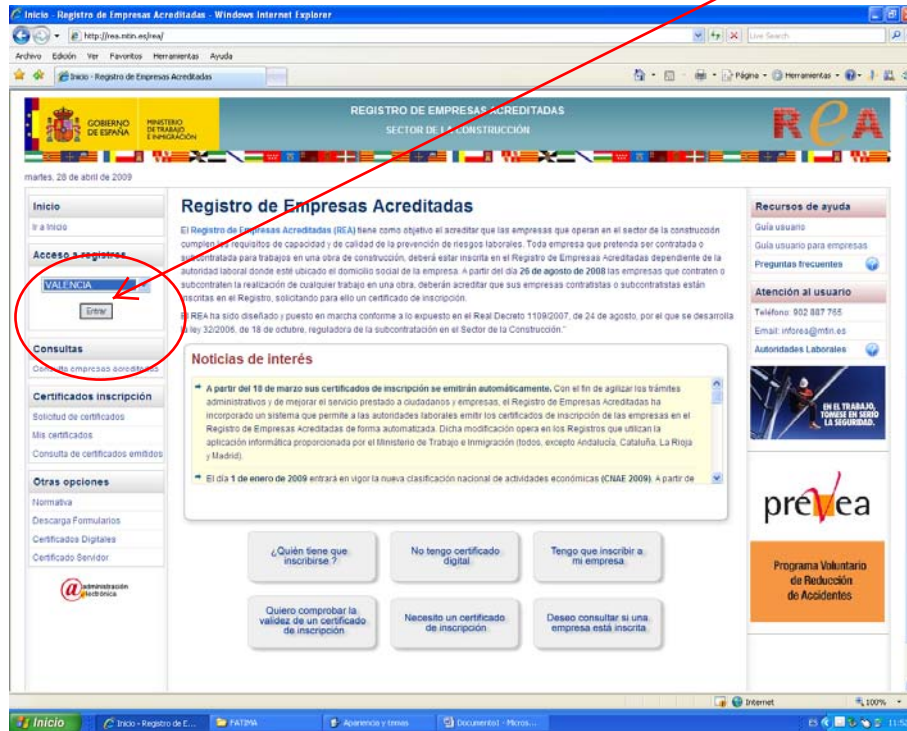 Inicio - Registro de Empresas Acreditadas - Windows Internet Explorer
http://rea.mtin.es/rea/
Live Search
Archivo Edición Ver Favoritos Herramientas Ayuda
Inicio - Registro de Empresas Acreditadas
Página Herramientas
GOBIERNO DE ESPAÑA
MINISTERIO DE TRABAJO E INMIGRACIÓN
REGISTRO DE EMPRESAS ACREDITADAS
SECTOR DE LA CONSTRUCCIÓN
REA
martes, 28 de abril de 2009
Inicio
Ir a Inicio
Acceso a registros
VALENCIA
Entrar
Consultas
Consulta empresas acreditadas
Certificados inscripción
Solicitud de certificados
Mis certificados
Consulta de certificados emitidos
Otras opciones
Normativa
Descarga Formularios
Certificados Digitales
Certificado Servidor
administración electrónica
Registro de Empresas Acreditadas
El Registro de Empresas Acreditadas (REA) tiene como objetivo el acreditar que las empresas que operan en el sector de la construcción
cumplen los requisitos de capacidad y de calidad de la prevención de riesgos laborales. Toda empresa que pretenda ser contratada o
subcontratada para trabajos en una obra de construcción, deberá estar inscrita en el Registro de Empresas Acreditadas dependiente de la
autoridad laboral donde esté ubicado el domicilio social de la empresa. A partir del día 26 de agosto de 2008 las empresas que contraten o
subcontraten la realización de cualquier trabajo en una obra, deberán acreditar que sus empresas contratistas o subcontratistas están
inscritas en el Registro, solicitando para ello un certificado de inscripción.
El REA ha sido diseñado y puesto en marcha conforme a lo expuesto en el Real Decreto 1109/2007, de 24 de agosto, por el que se desarrolla
la ley 32/2006, de 18 de octubre, reguladora de la subcontratación en el Sector de la Construcción."
Noticias de interés
A partir del 18 de marzo sus certificados de inscripción se emitirán automáticamente. Con el fin de agilizar los trámites
administrativos y de mejorar el servicio prestado a ciudadanos y empresas, el Registro de Empresas Acreditadas ha
incorporado un sistema que permite a las autoridades laborales emitir los certificados de inscripción de las empresas en el
Registro de Empresas Acreditadas de forma automatizada. Dicha modificación opera en los Registros que utilizan la
aplicación informática proporcionada por el Ministerio de Trabajo e Inmigración (todos, excepto Andalucía, Cataluña, La Rioja
y Madrid).
El día 1 de enero de 2009 entrará en vigor la nueva clasificación nacional de actividades económicas (CNAE 2009). A partir de
¿Quién tiene que inscribirse ?
No tengo certificado digital
Tengo que inscribir a mi empresa
Quiero comprobar la validez de un certificado de inscripción
Necesito un certificado de inscripción
Deseo consultar si una empresa está inscrita
Recursos de ayuda
Guía usuario
Guía usuario para empresas
Preguntas frecuentes
Atención al usuario
Teléfono: 902 887 765
Email: inforea@mtin.es
Autoridades Laborales
EN EL TRABAJO,
TÓMESE EN SERIO
LA SEGURIDAD.
prevea
Programa Voluntario
de Reducción
de Accidentes
Internet
100%
Inicio
Inicio - Registro de E...
FATIMA
Apariencia y temas
Documento1 - Micros...
ES
11:52